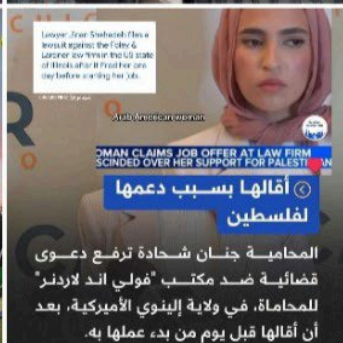 Lawyer Jinan Shehadeh files a
lawsuit against the Foley &
Lardner law firm in the US state
of Illinois after it fired her one
day before starting her job.
Arab American woman
OMAN CLAIMS JOB OFFER AT LAW FIRM
SCINDED OVER HER SUPPORT FOR PALESTINIAN
أقالها بسبب دعمها
لفلسطين
المحامية جنان شحادة ترفع دعوى
قضائية ضد مكتب "فولي اند لاردنر"
للمحاماة، في ولاية إلينوي الأميركية، بعد
أن أقالها قبل يوم من بدء عملها به.